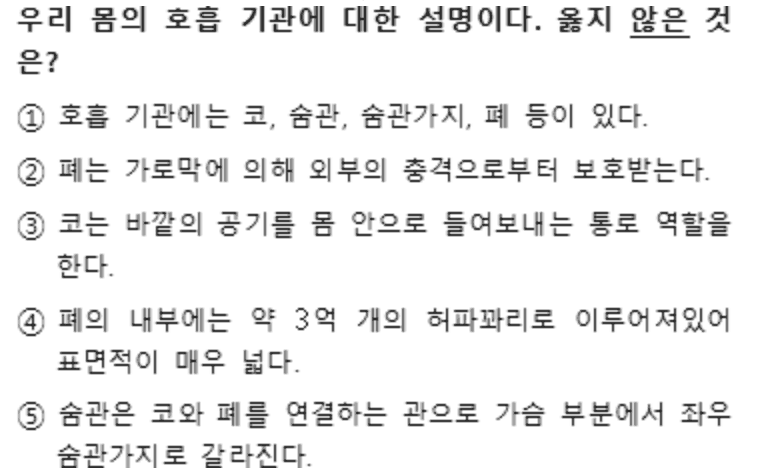 우리 몸의 호흡 기관에 대한 설명이다. 옳지 않은 것
은?
① 호흡 기관에는 코, 숨관, 숨관가지, 폐 등이 있다.
② 폐는 가로막에 의해 외부의 충격으로부터 보호받는다.
③ 코는 바깥의 공기를 몸 안으로 들여보내는 통로 역할을
한다.
④ 폐의 내부에는 약 3억 개의 허파꽈리로 이루어져있어
표면적이 매우 넓다.
⑤ 숨관은 코와 폐를 연결하는 관으로 가슴 부분에서 좌우
숨관가지로 갈라진다.